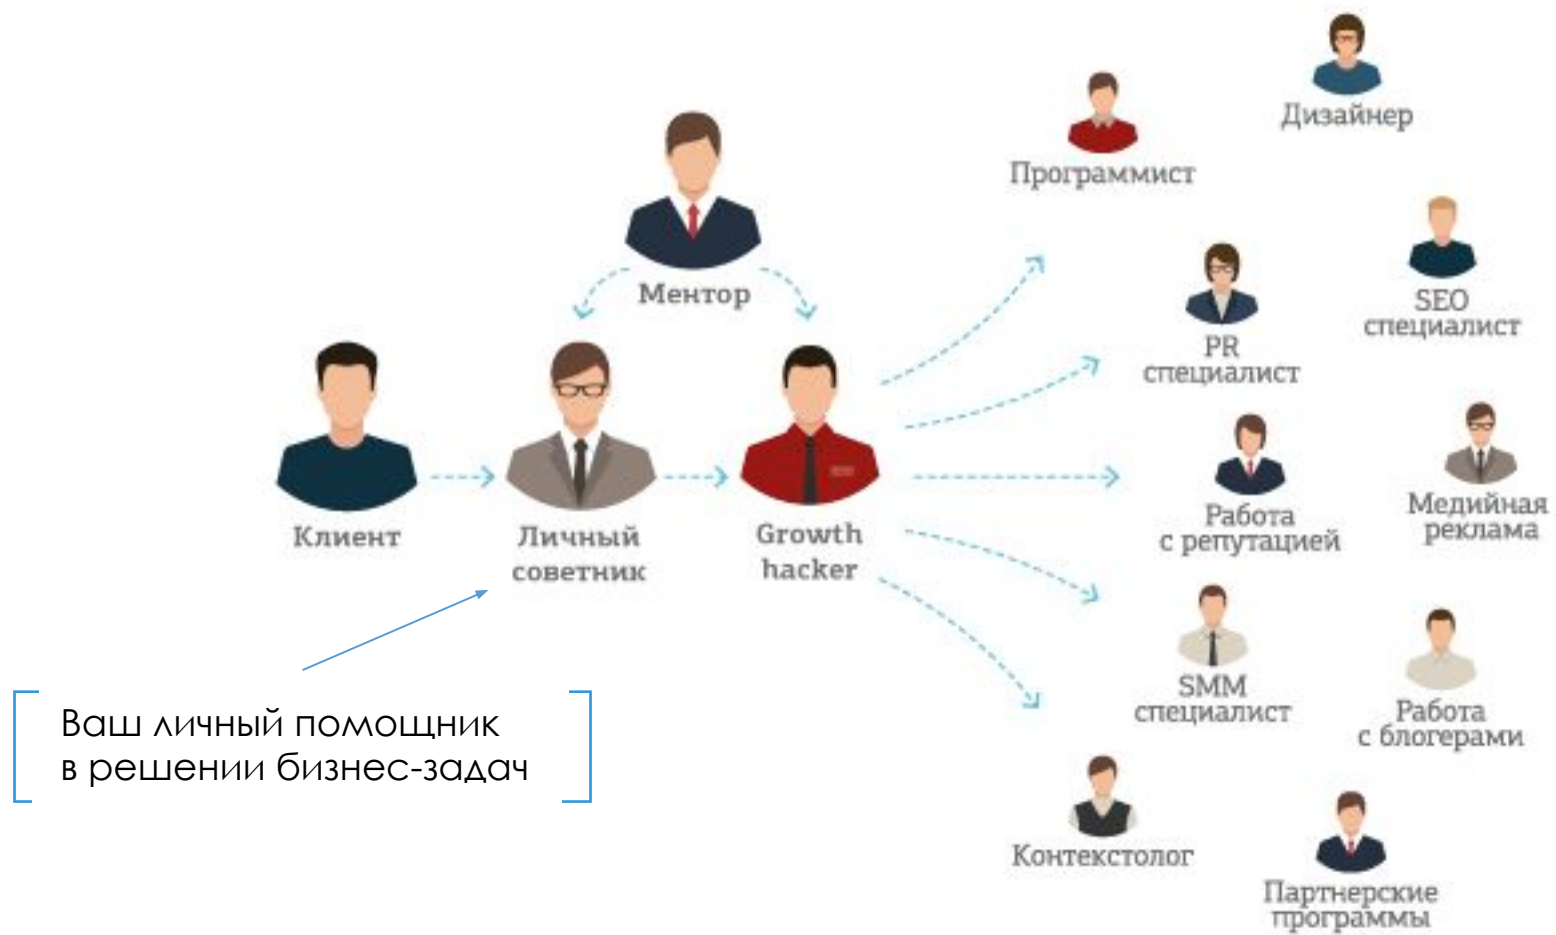 Дизайнер
Программист
Ментор
SEO
специалист
PR
специалист
Клиент
Личный
советник
Growth
hacker
Работа
с репутацией
Медийная
реклама
SMM
специалист
Работа
с блогерами
Ваш личный помощник
в решении бизнес-задач
Контекстолог
Партнерские
программы